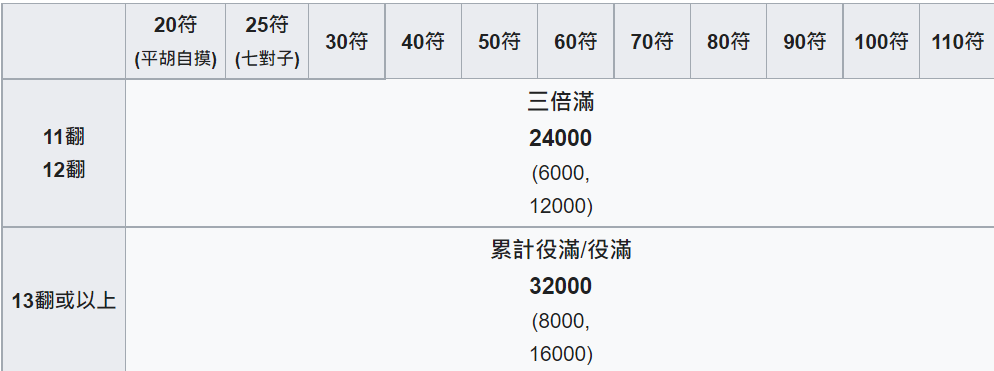 20符 25符 30符 40符 50符 60符 70符 80符 90符 100符 110符
(平胡自摸) (七對子)
11翻
12翻
三倍滿
24000
(6000,
12000)
13翻或以上
累計役滿/役滿
32000
(8000,
16000)